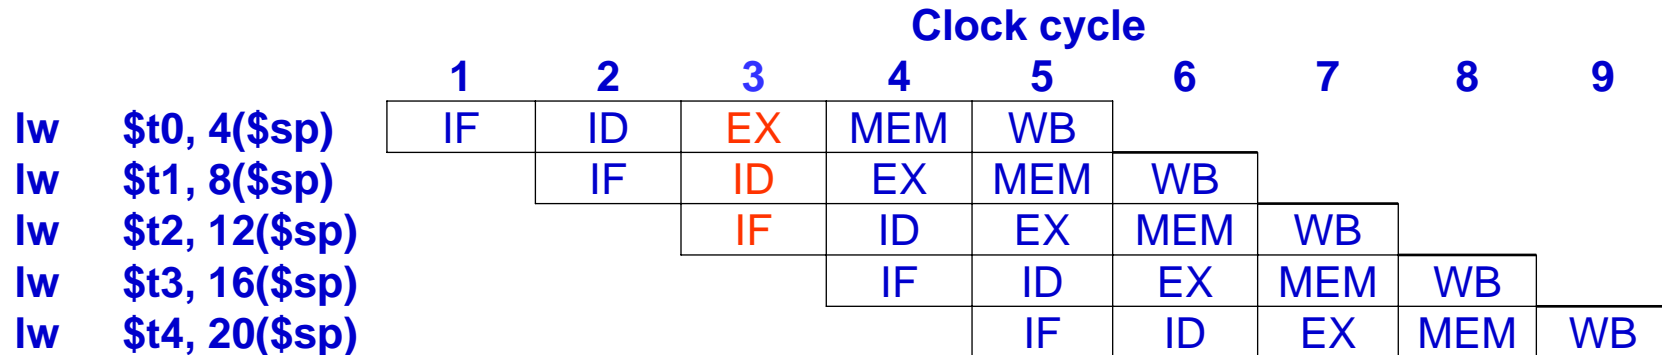 Clock cycle
1 2 3 4 5 6 7 8 9
lw $t0, 4($sp) IF ID EX MEM WB
lw $t1, 8($sp) IF ID EX MEM WB
lw $t2, 12($sp) IF ID EX MEM WB
lw $t3, 16($sp) IF ID EX MEM WB
lw $t4, 20($sp) IF ID EX MEM WB